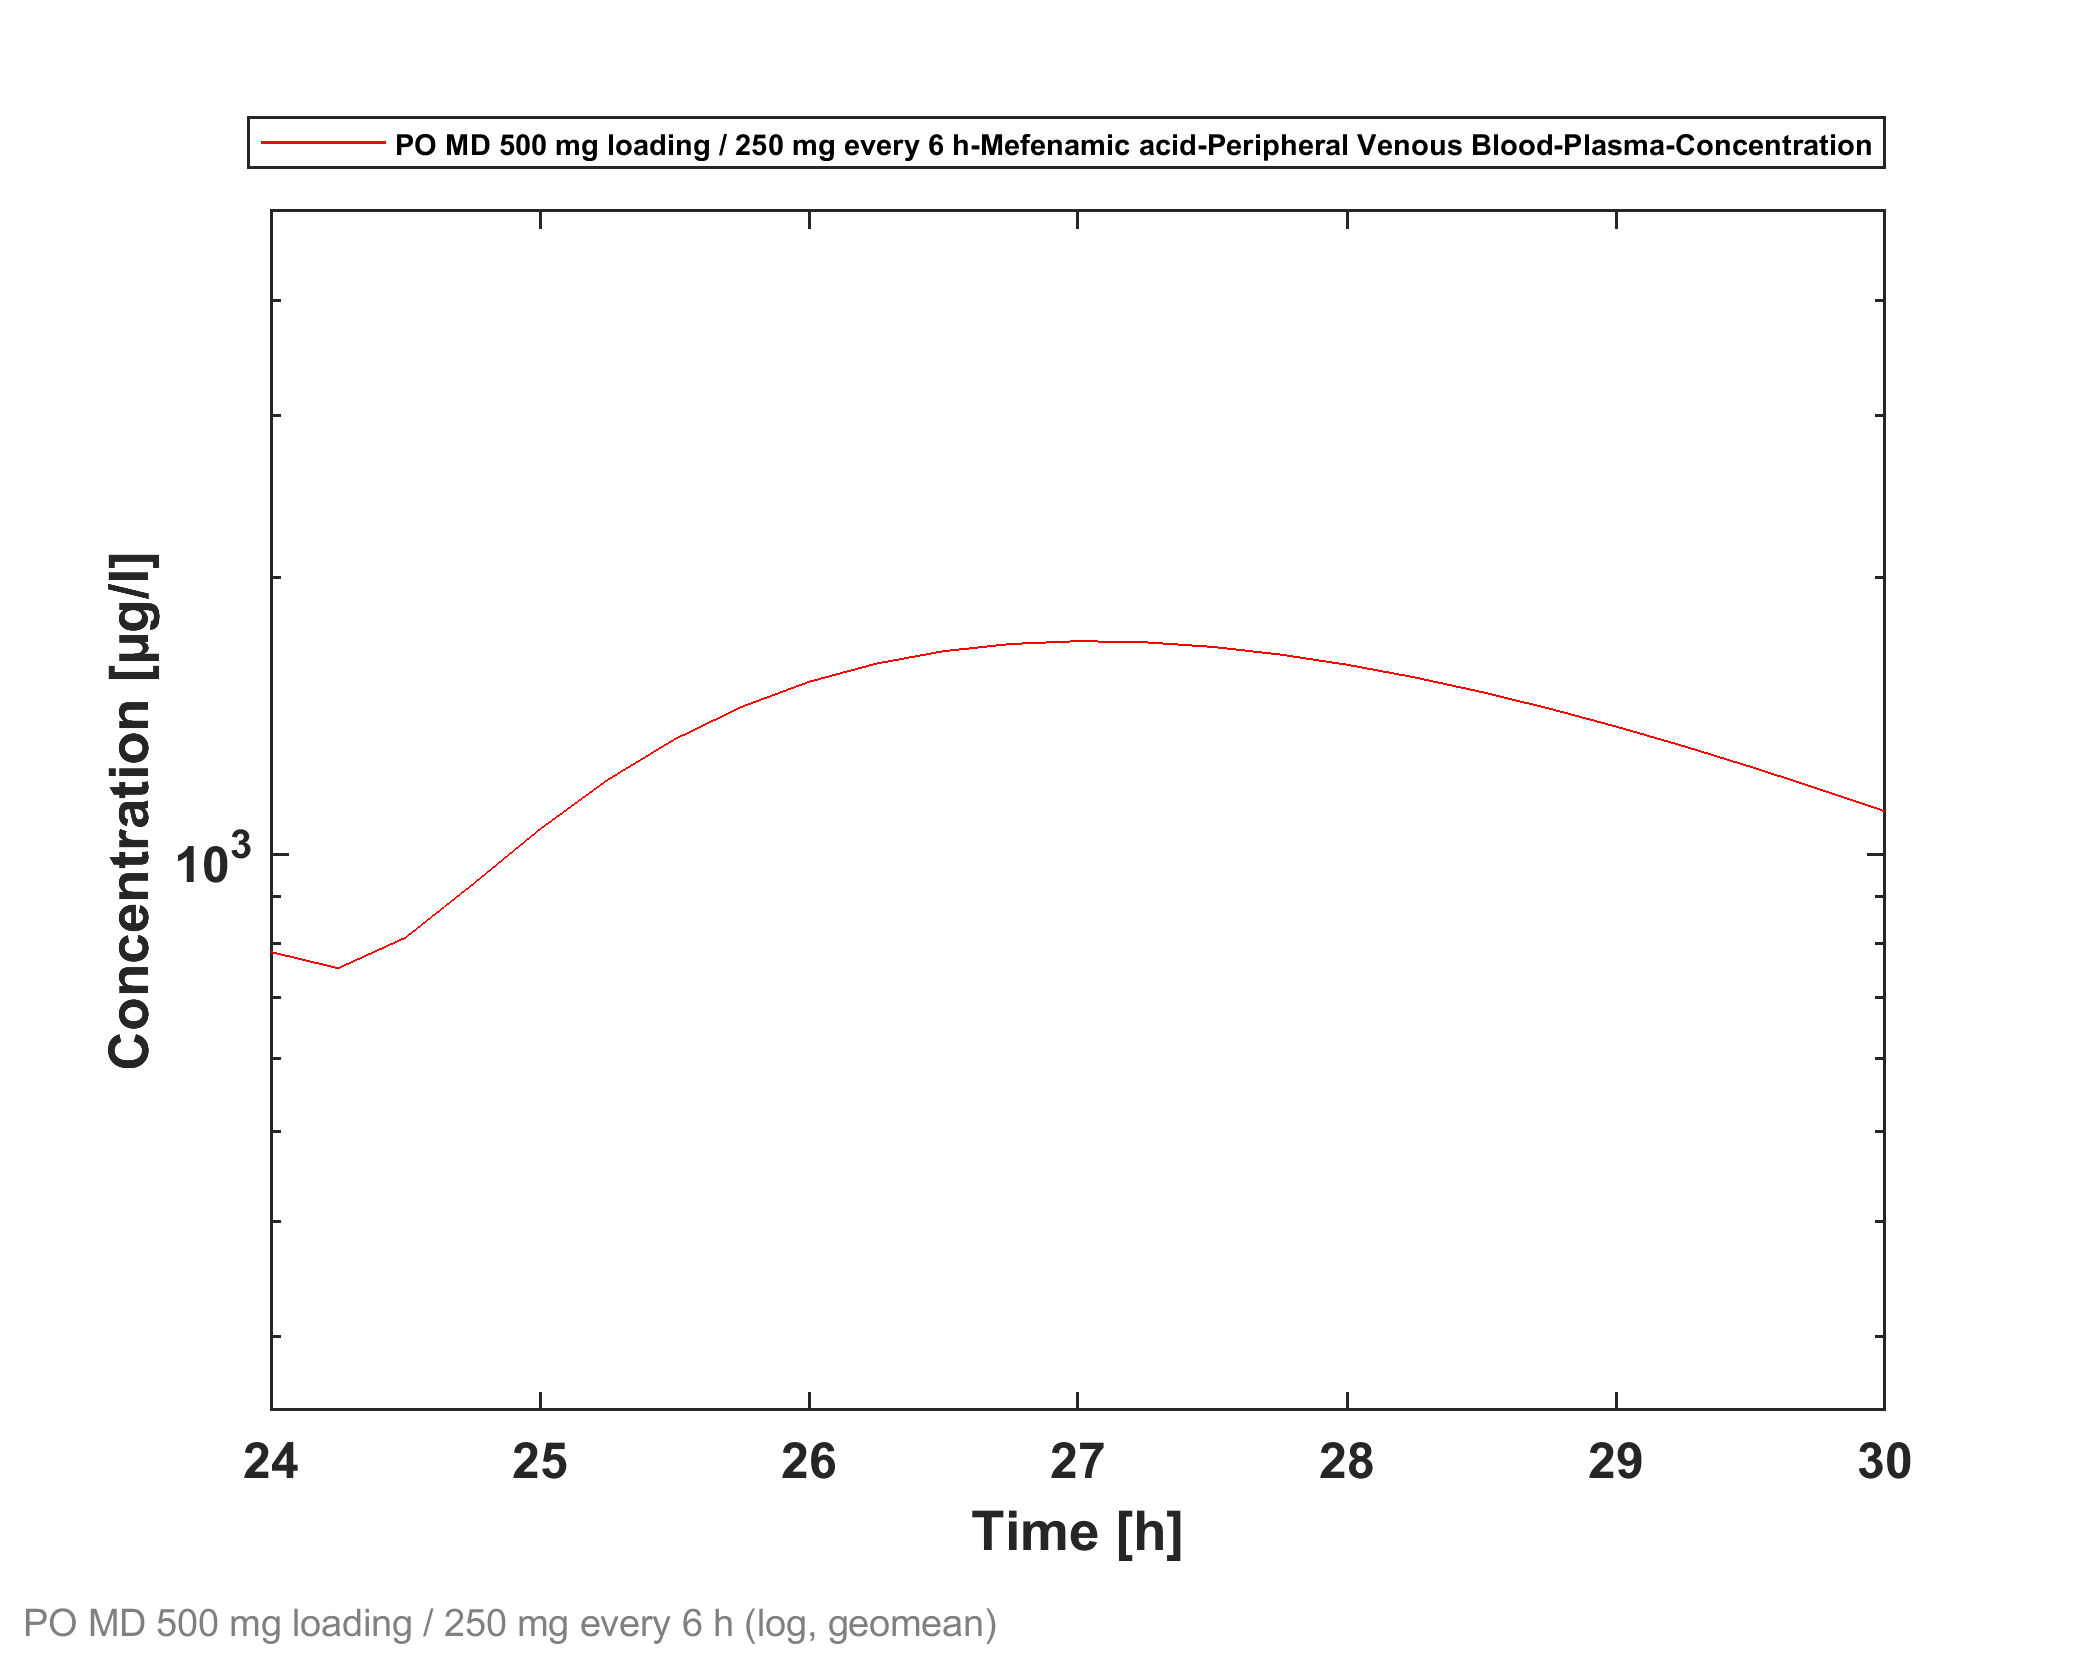 PO MD 500 mg loading / 250 mg every 6 h-Mefenamic acid-Peripheral Venous Blood-Plasma-Concentration
Concentration [µg/l]
10³
24 25 26 27 28 29 30
Time [h]
PO MD 500 mg loading / 250 mg every 6 h (log, geomean)